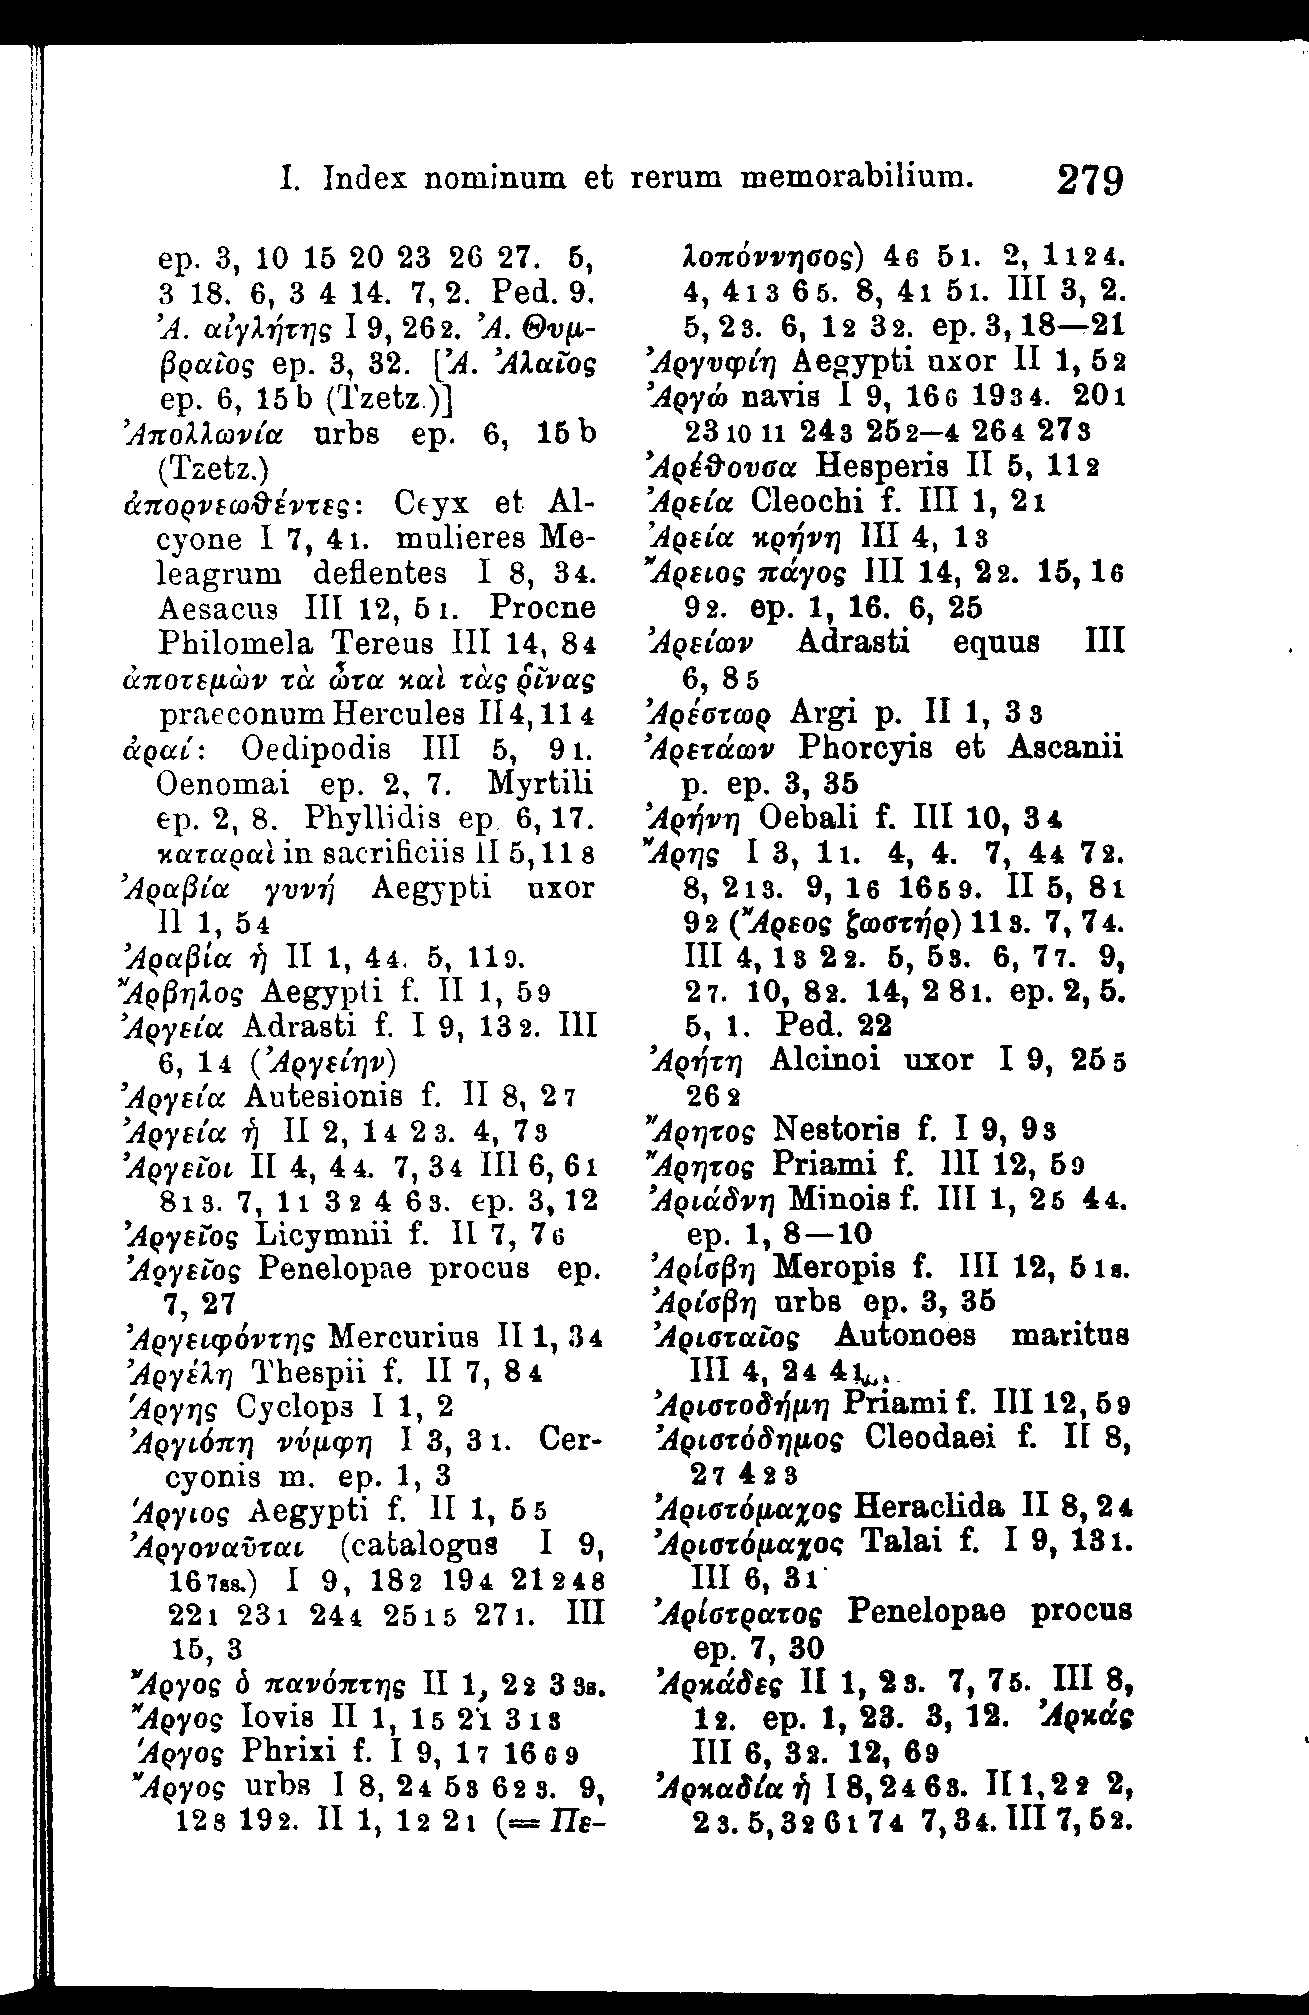 I. Index nominum et rerum memorabilium. 279
ep. 3, 10 15 20 23 26 27. 5,
3 18. 6, 3 4 14. 7, 2. Ped. 9.
Ἀ. αἰγλήτης I 9, 26 2. Ἀ. Θυμ-
βραῖος ep. 3, 32. [Ἀ. Ἀλαῖος
ep. 6, 15 b (Tzetz.)]
Ἀπολλωνία urbs ep. 6, 15 b
(Tzetz.)
ἀπορνεωθέντες: Ceyx et Al-
cyone I 7, 4 1. mulieres Me-
leagrum deflentes I 8, 3 4.
Aesacus III 12, 5 1. Procne
Philomela Tereus III 14, 8 4
ἀποτεμὼν τὰ ὦτα καὶ τὰς ῥῖνας
praeconum Hercules II 4, 11 4
ἀραί: Oedipodis III 5, 9 1.
Oenomai ep. 2, 7. Myrtili
ep. 2, 8. Phyllidis ep. 6, 17.
καταραὶ in sacrificiis II 5, 11 8
Ἀραβία γυνή Aegypti uxor
II 1, 5 4
Ἀραβία ἡ II 1, 4 4. 5, 11 9.
Ἄρβηλος Aegypti f. II 1, 5 9
Ἀργεία Adrasti f. I 9, 13 2. III
6, 1 4 (Ἀργείην)
Ἀργεία Autesionis f. II 8, 2 7
Ἀργεία ἡ II 2, 1 4 2 3. 4, 7 3
Ἀργεῖοι II 4, 4 4. 7, 3 4 III 6, 6 1
8 13. 7, 1 1 3 2 4 6 3. ep. 3, 12
Ἀργεῖος Licymnii f. II 7, 7 6
Ἀργεῖος Penelopae procus ep.
7, 27
Ἀργειφόντης Mercurius II 1, 3 4
Ἀργέλη Thespii f. II 7, 8 4
Ἄργης Cyclops I 1, 2
Ἀργιόπη νύμφη I 3, 3 1. Cer-
cyonis m. ep. 1, 3
Ἄργιος Aegypti f. II 1, 5 5
Ἀργοναῦται (catalogus I 9,
16 7 ss.) I 9, 18 2 19 4 21 2 4 8
22 1 23 1 24 4 25 1 5 27 1. III
15, 3
Ἄργος ὁ πανόπτης II 1, 2 2 3 3 s.
Ἄργος Iovis II 1, 1 5 2 1 3 1 3
Ἄργος Phrixi f. I 9, 1 7 16 6 9
Ἄργος urbs I 8, 2 4 5 3 6 2 3. 9,
12 8 19 2. II 1, 1 2 2 1 (= Πε-
λοπόννησος) 4 6 5 1. 2, 1 1 2 4.
4, 4 1 3 6 5. 8, 4 1 5 1. III 3, 2.
5, 2 3. 6, 1 2 3 2. ep. 3, 18—21
Ἀργυφίη Aegypti uxor II 1, 5 2
Ἀργώ navis I 9, 16 6 19 3 4. 20 1
23 10 11 24 3 25 2—4 26 4 27 3
Ἀρέθουσα Hesperis II 5, 11 2
Ἀρεία Cleochi f. III 1, 2 1
Ἀρεία κρήνη III 4, 1 3
Ἄρειος πάγος III 14, 2 2. 15, 1 6
9 2. ep. 1, 16. 6, 25
Ἀρείων Adrasti equus III
6, 8 5
Ἀρέστωρ Argi p. II 1, 3 3
Ἀρετάων Phorcyis et Ascanii
p. ep. 3, 35
Ἀρήνη Oebali f. III 10, 3 4
Ἄρης I 3, 1 1. 4, 4. 7, 4 4 7 2.
8, 2 13. 9, 1 6 16 5 9. II 5, 8 1
9 2 (Ἄρεος ζωστήρ) 11 3. 7, 7 4.
III 4, 1 3 2 2. 5, 5 3. 6, 7 7. 9,
2 7. 10, 8 2. 14, 2 8 1. ep. 2, 5.
5, 1. Ped. 22
Ἀρήτη Alcinoi uxor I 9, 25 5
26 2
Ἄρητος Nestoris f. I 9, 9 3
Ἄρητος Priami f. III 12, 5 9
Ἀριάδνη Minois f. III 1, 2 5 4 4.
ep. 1, 8—10
Ἀρίσβη Meropis f. III 12, 5 1 s.
Ἀρίσβη urbs ep. 3, 35
Ἀρισταῖος Autonoes maritus
III 4, 2 4 4 1
Ἀριστοδήμη Priami f. III 12, 5 9
Ἀριστόδημος Cleodaei f. II 8,
2 7 4 2 3
Ἀριστόμαχος Heraclida II 8, 2 4
Ἀριστόμαχος Talai f. I 9, 13 1.
III 6, 3 1
Ἀρίστρατος Penelopae procus
ep. 7, 30
Ἀρκάδες II 1, 2 3. 7, 7 5. III 8,
1 2. ep. 1, 23. 3, 12. Ἀρκάς
III 6, 3 2. 12, 6 9
Ἀρκαδία ἡ I 8, 2 4 6 3. II 1, 2 2 2,
2 3. 5, 3 2 6 1 7 4 7, 3 4. III 7, 5 2.